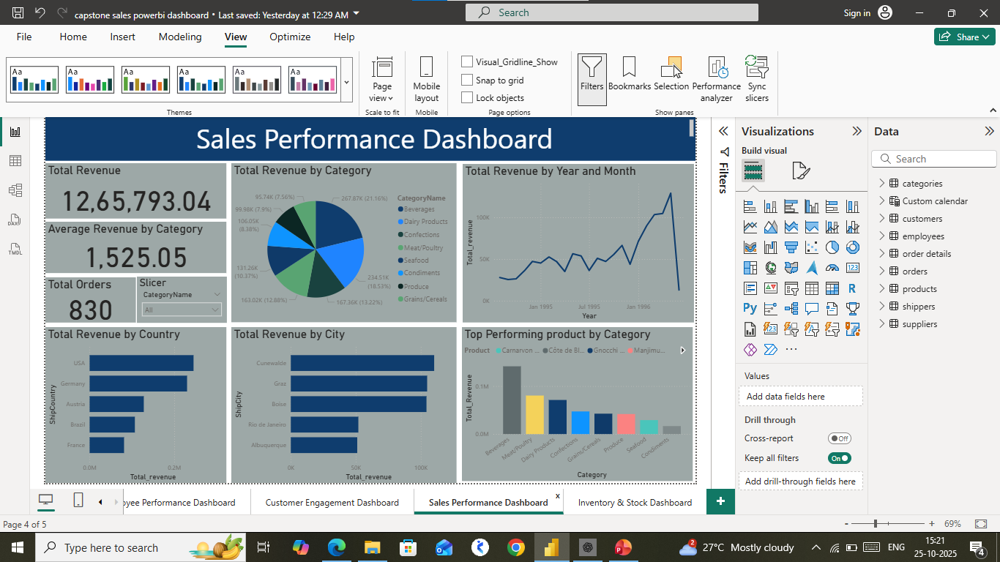 capstone sales powerbi dashboard • Last saved: Yesterday at 12:29 AM
Search
Sign in
File
Home
Insert
Modeling
View
Optimize
Help
Share
Aa
Aa
Aa
Aa
Aa
Aa
Themes
Page view
Scale to fit
Mobile layout
Mobile
Visual_Gridline_Show
Snap to grid
Lock objects
Page options
Filters
Bookmarks
Selection
Performance analyzer
Sync slicers
Show panes
Sales Performance Dashboard
Total Revenue
12,65,793.04
Average Revenue by Category
1,525.05
Total Orders
830
Slicer
CategoryName
All
Total Revenue by Category
95.74K (7.56%)
99.98K (7.9%)
106.05K (8.38%)
131.26K (10.37%)
163.02K (12.88%)
167.36K (13.22%)
234.51K (18.53%)
267.87K (21.16%)
CategoryName
Beverages
Dairy Products
Confections
Meat/Poultry
Seafood
Condiments
Produce
Grains/Cereals
Total Revenue by Year and Month
Total_revenue
100K
50K
0K
Jan 1995
Jul 1995
Jan 1996
Year
Total Revenue by Country
ShipCountry
USA
Germany
Austria
Brazil
France
0.0M
0.2M
Total_revenue
Total Revenue by City
ShipCity
Cunewalde
Graz
Boise
Rio de Janeiro
Albuquerque
0K
50K
100K
Total_revenue
Top Performing product by Category
Product
Carnarvon ...
Côte de Bl...
Gnocchi ...
Manjimu...
Total_Revenue
0.1M
0.0M
Beverages
Meat/Poultry
Dairy Products
Confections
Grains/Cereals
Produce
Seafood
Condiments
Category
Filters
Visualizations
Build visual
123
R
Py
...
Values
Add data fields here
Drill through
Cross-report
Off
Keep all filters
On
Add drill-through fields here
Data
Search
categories
Custom calendar
customers
employees
order details
orders
products
shippers
suppliers
DAX
TMDL
oyee Performance Dashboard
Customer Engagement Dashboard
Sales Performance Dashboard
x
Inventory & Stock Dashboard
+
Page 4 of 5
- + 69%
Type here to search
2
27°C Mostly cloudy
ENG
15:21
25-10-2025
4